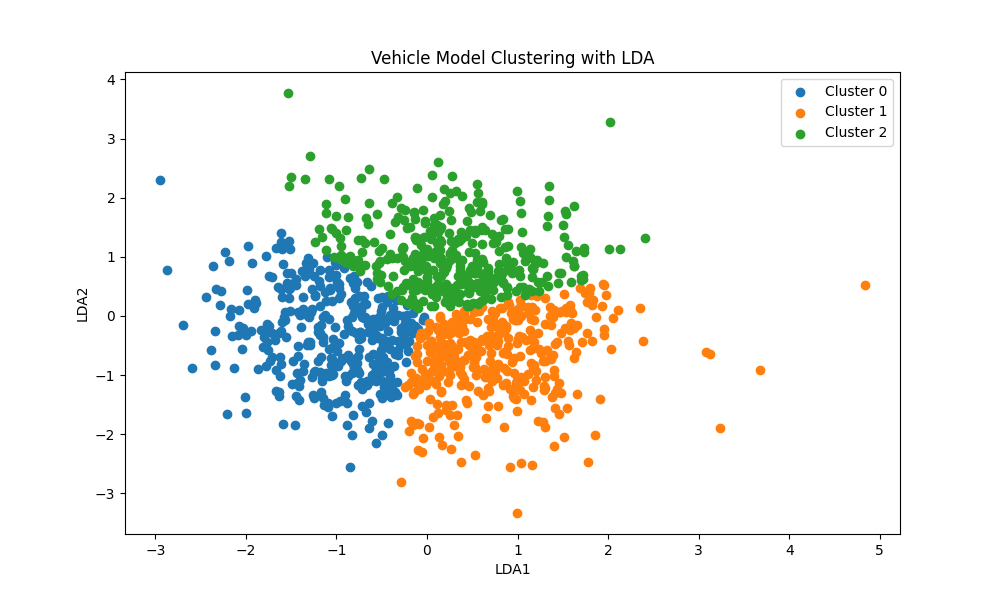 Vehicle Model Clustering with LDA
Cluster 0
Cluster 1
Cluster 2
4
3
2
1
0
−1
−2
−3
LDA2
−3 −2 −1 0 1 2 3 4 5
LDA1